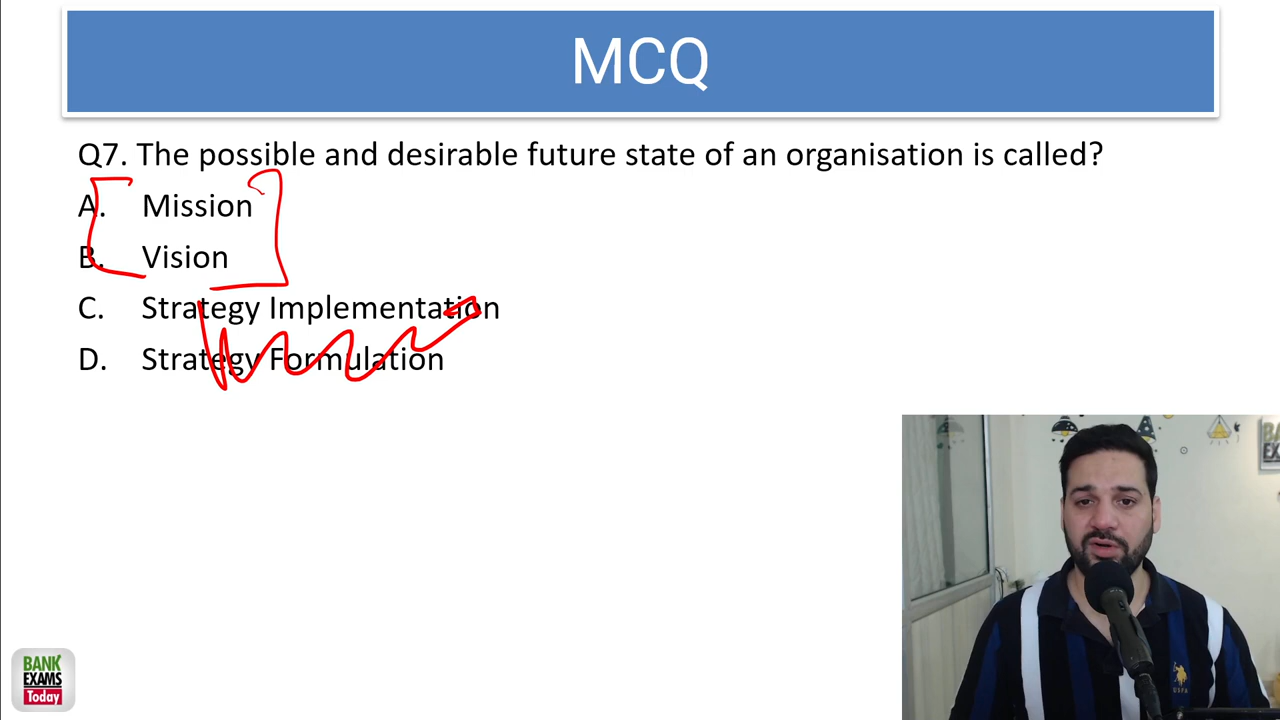 MCQ
Q7. The possible and desirable future state of an organisation is called?
A. Mission
B. Vision
C. Strategy Implementation
D. Strategy Formulation
BANK
EXAMS
Today